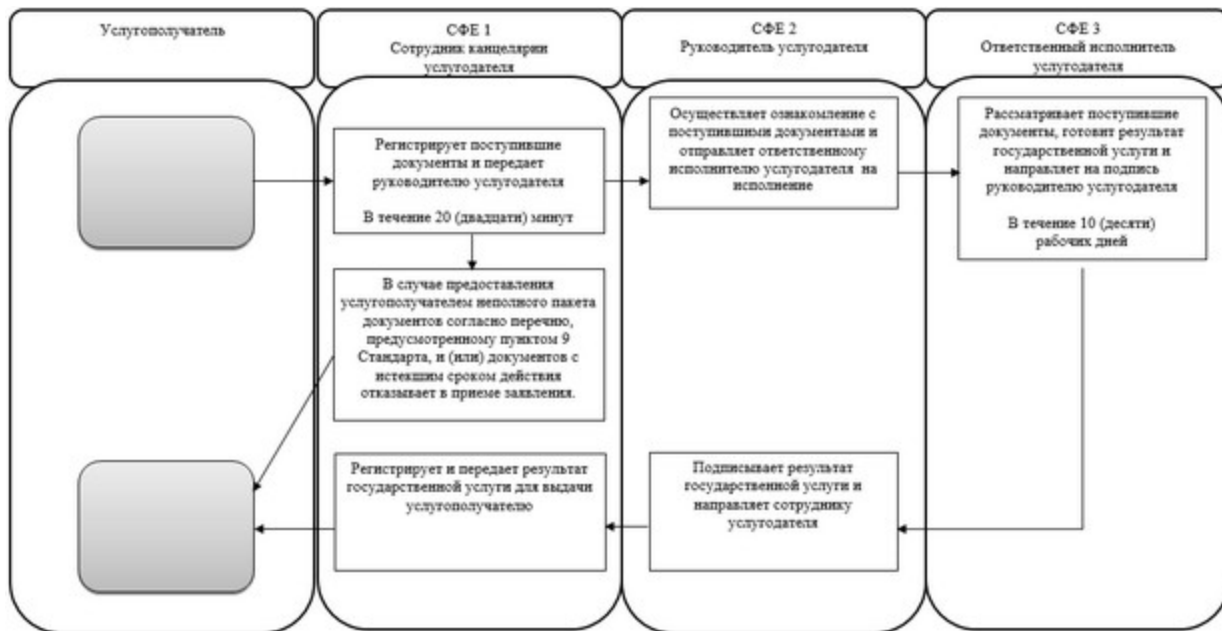 Услугополучатель
СФЕ 1
Сотрудник канцелярии
услугодателя
СФЕ 2
Руководитель услугодателя
СФЕ 3
Ответственный исполнитель
услугодателя
Регистрирует поступившие
документы и передает
руководителю услугодателя
В течение 20 (двадцати) минут
Осуществляет ознакомление с
поступившими документами и
отправляет ответственному
исполнителю услугодателя на
исполнение
Рассматривает поступившие
документы, готовит результат
государственной услуги и
направляет на подпись
руководителю услугодателя
В течение 10 (десяти)
рабочих дней
В случае предоставления
услугополучателем неполного пакета
документов согласно перечню,
предусмотренному пунктом 9
Стандарта, и (или) документов с
истекшим сроком действия
отказывает в приеме заявления.
Регистрирует и передает результат
государственной услуги для выдачи
услугополучателю
Подписывает результат
государственной услуги и
направляет сотруднику
услугодателя